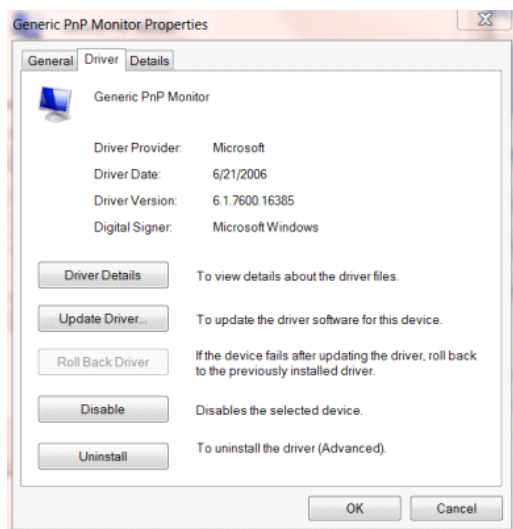 Generic PnP Monitor Properties
General Driver Details
Generic PnP Monitor
Driver Provider: Microsoft
Driver Date: 6/21/2006
Driver Version: 6.1.7600.16385
Digital Signer: Microsoft Windows
Driver Details To view details about the driver files.
Update Driver... To update the driver software for this device.
Roll Back Driver If the device fails after updating the driver, roll back
to the previously installed driver.
Disable Disables the selected device.
Uninstall To uninstall the driver (Advanced).
OK Cancel